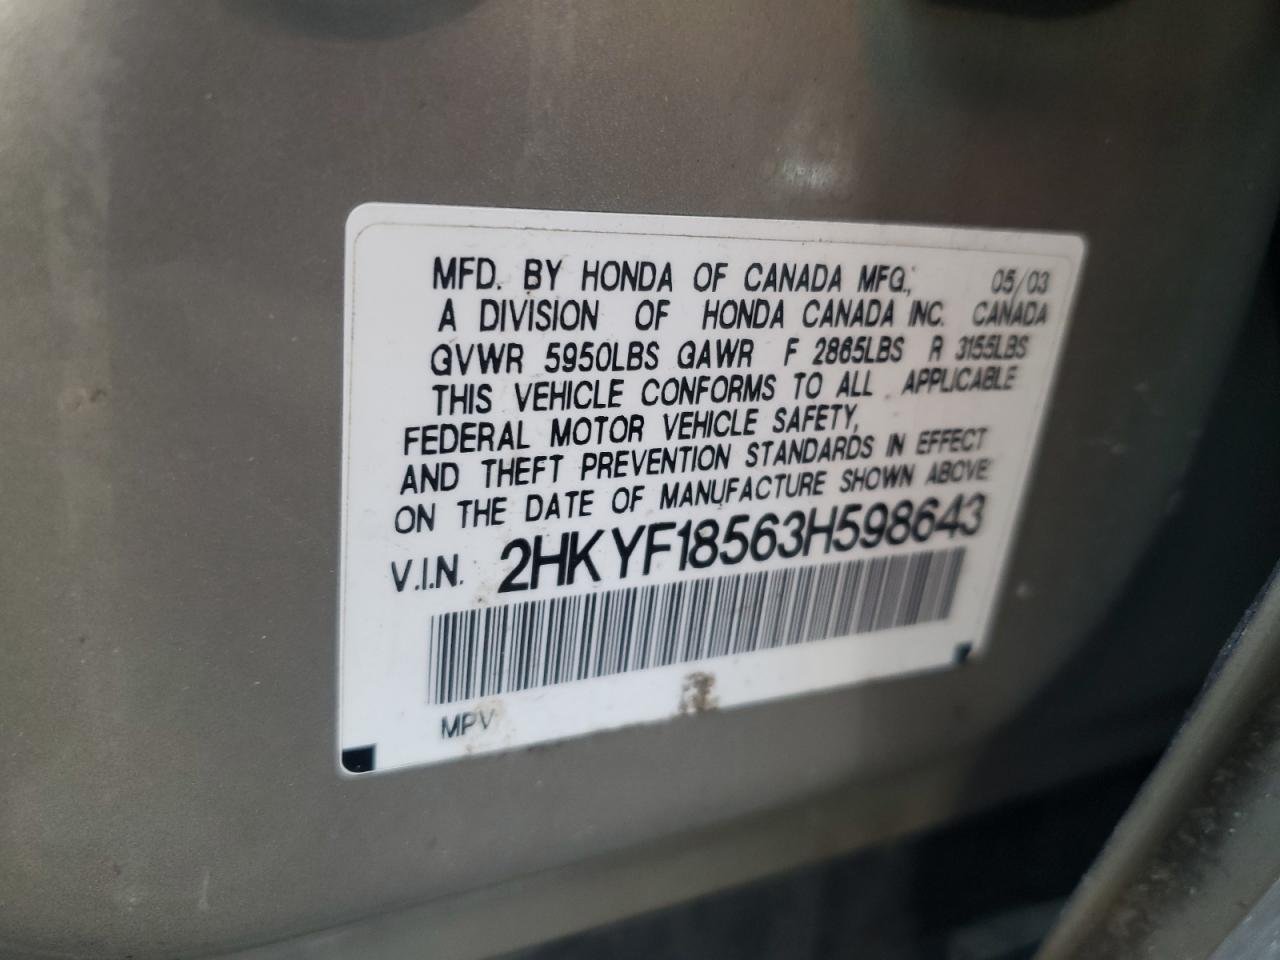 MFD. BY HONDA OF CANADA MFG., 05/03
A DIVISION OF HONDA CANADA INC. CANADA
GVWR 5950LBS GAWR F 2865LBS R 3155LBS
THIS VEHICLE CONFORMS TO ALL APPLICABLE
FEDERAL MOTOR VEHICLE SAFETY,
AND THEFT PREVENTION STANDARDS IN EFFECT
ON THE DATE OF MANUFACTURE SHOWN ABOVE
V.I.N. 2HKYF18563H598643
MPV